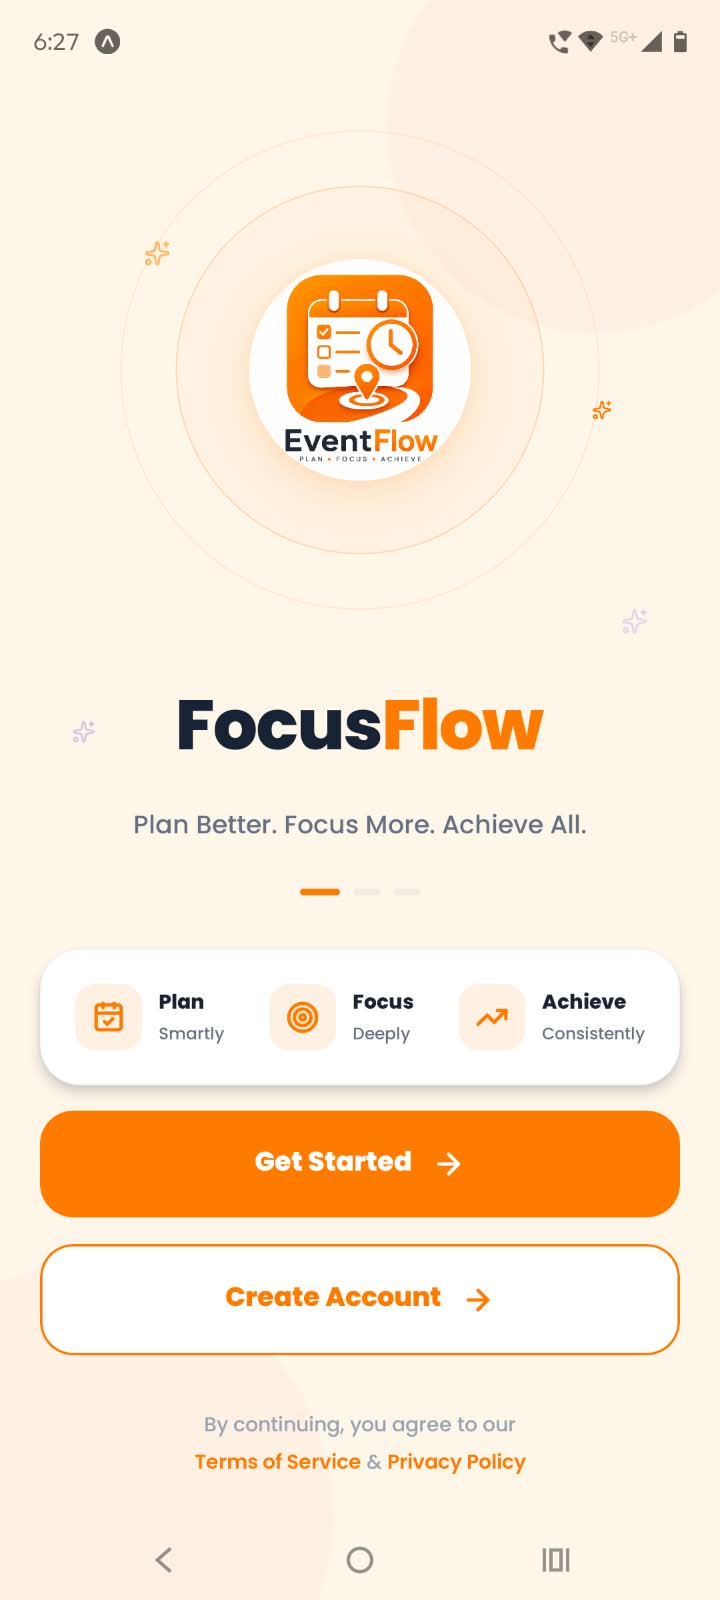 6:27
5G+
EventFlow
PLAN • FOCUS • ACHIEVE
FocusFlow
Plan Better. Focus More. Achieve All.
Plan
Smartly
Focus
Deeply
Achieve
Consistently
Get Started
Create Account
By continuing, you agree to our
Terms of Service & Privacy Policy